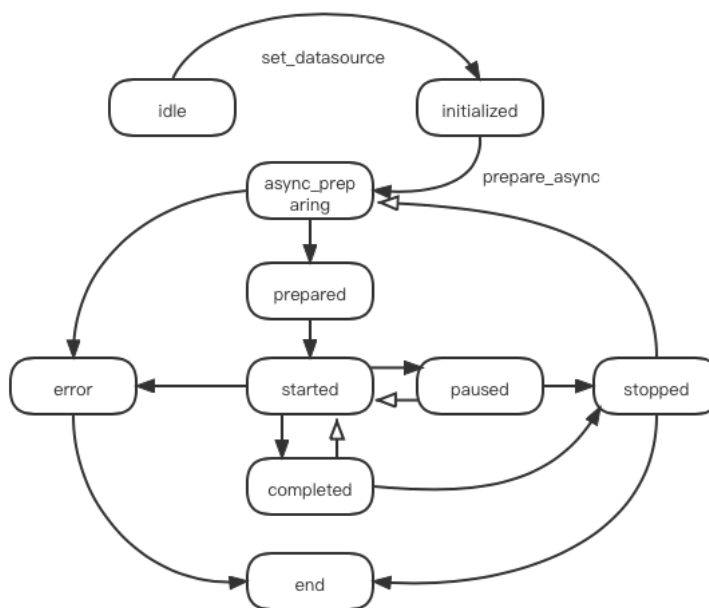 set_datasource
idle
initialized
async_prep
aring
prepare_async
prepared
error
started
paused
stopped
completed
end